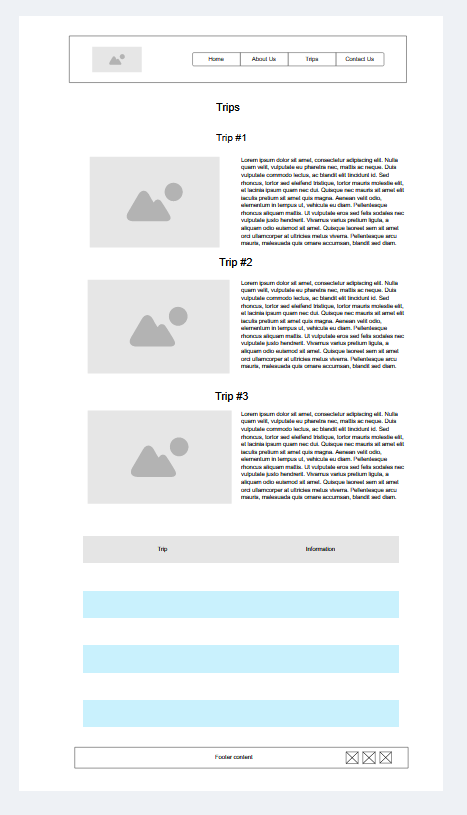 Home About Us Trips Contact Us
Trips
Trip #1
Lorem ipsum dolor sit amet, consectetur adipiscing elit. Nulla
quam velit, vulputate eu pharetra nec, mattis ac neque. Duis
vulputate commodo lectus, ac blandit elit tincidunt id. Sed
rhoncus, tortor sed eleifend tristique, tortor mauris molestie elit,
et lacinia ipsum quam nec dui. Quisque nec mauris sit amet elit
iaculis pretium sit amet quis magna. Aenean velit odio,
elementum in tempus ut, vehicula eu diam. Pellentesque
rhoncus aliquam mattis. Ut vulputate eros sed felis sodales nec
vulputate justo hendrerit. Vivamus varius pretium ligula, a
aliquam odio euismod sit amet. Quisque laoreet sem sit amet
orci ullamcorper at ultricies metus viverra. Pellentesque arcu
mauris, malesuada quis ornare accumsan, blandit sed diam.
Trip #2
Lorem ipsum dolor sit amet, consectetur adipiscing elit. Nulla
quam velit, vulputate eu pharetra nec, mattis ac neque. Duis
vulputate commodo lectus, ac blandit elit tincidunt id. Sed
rhoncus, tortor sed eleifend tristique, tortor mauris molestie elit,
et lacinia ipsum quam nec dui. Quisque nec mauris sit amet elit
iaculis pretium sit amet quis magna. Aenean velit odio,
elementum in tempus ut, vehicula eu diam. Pellentesque
rhoncus aliquam mattis. Ut vulputate eros sed felis sodales nec
vulputate justo hendrerit. Vivamus varius pretium ligula, a
aliquam odio euismod sit amet. Quisque laoreet sem sit amet
orci ullamcorper at ultricies metus viverra. Pellentesque arcu
mauris, malesuada quis ornare accumsan, blandit sed diam.
Trip #3
Lorem ipsum dolor sit amet, consectetur adipiscing elit. Nulla
quam velit, vulputate eu pharetra nec, mattis ac neque. Duis
vulputate commodo lectus, ac blandit elit tincidunt id. Sed
rhoncus, tortor sed eleifend tristique, tortor mauris molestie elit,
et lacinia ipsum quam nec dui. Quisque nec mauris sit amet elit
iaculis pretium sit amet quis magna. Aenean velit odio,
elementum in tempus ut, vehicula eu diam. Pellentesque
rhoncus aliquam mattis. Ut vulputate eros sed felis sodales nec
vulputate justo hendrerit. Vivamus varius pretium ligula, a
aliquam odio euismod sit amet. Quisque laoreet sem sit amet
orci ullamcorper at ultricies metus viverra. Pellentesque arcu
mauris, malesuada quis ornare accumsan, blandit sed diam.
Trip Information
Footer content